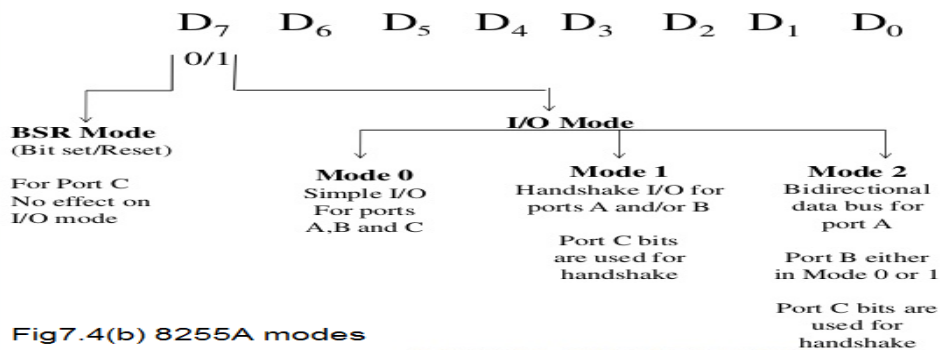 D7 D6 D5 D4 D3 D2 D1 D0
0/1
BSR Mode
(Bit set/Reset)
For Port C
No effect on
I/O mode
I/O Mode
Mode 0
Simple I/O
For ports
A,B and C
Mode 1
Handshake I/O for
ports A and/or B
Port C bits
are used for
handshake
Mode 2
Bidirectional
data bus for
port A
Port B either
in Mode 0 or 1
Port C bits are
used for
handshake
Fig7.4(b) 8255A modes